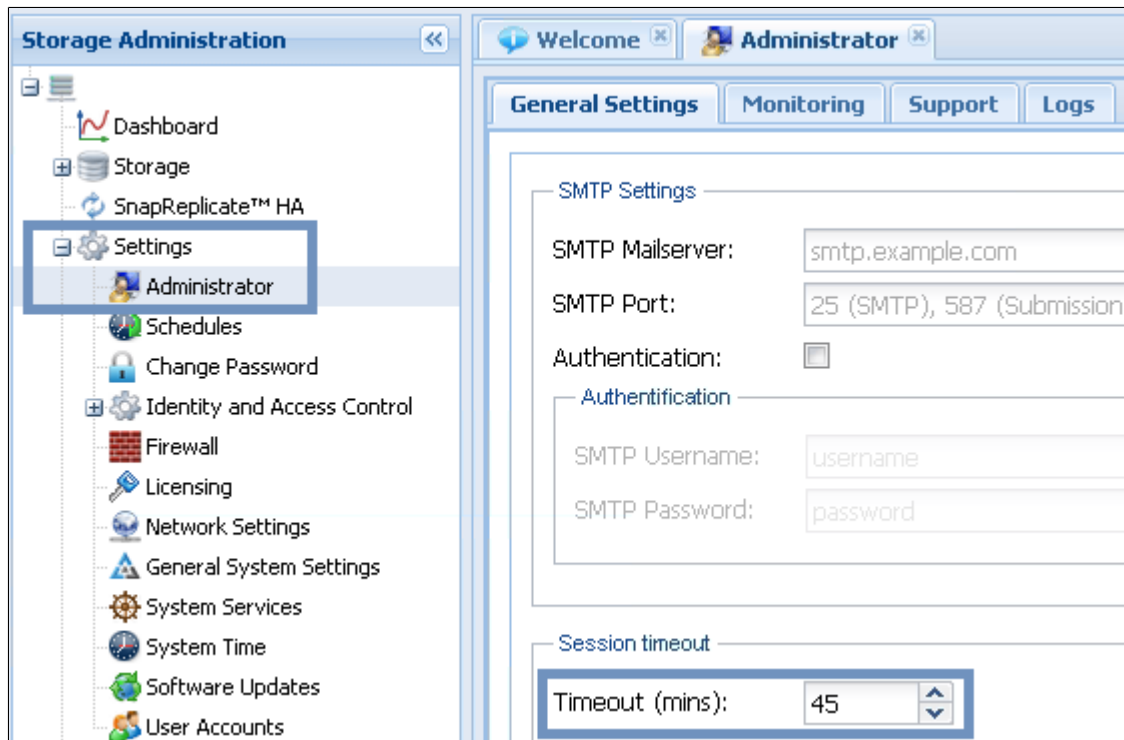 Storage Administration
Dashboard
Storage
SnapReplicate™ HA
Settings
Administrator
Schedules
Change Password
Identity and Access Control
Firewall
Licensing
Network Settings
General System Settings
System Services
System Time
Software Updates
User Accounts
Welcome Administrator
General Settings Monitoring Support Logs
SMTP Settings
SMTP Mailserver: smtp.example.com
SMTP Port: 25 (SMTP), 587 (Submission
Authentication:
Authentification
SMTP Username: username
SMTP Password: password
Session timeout
Timeout (mins): 45